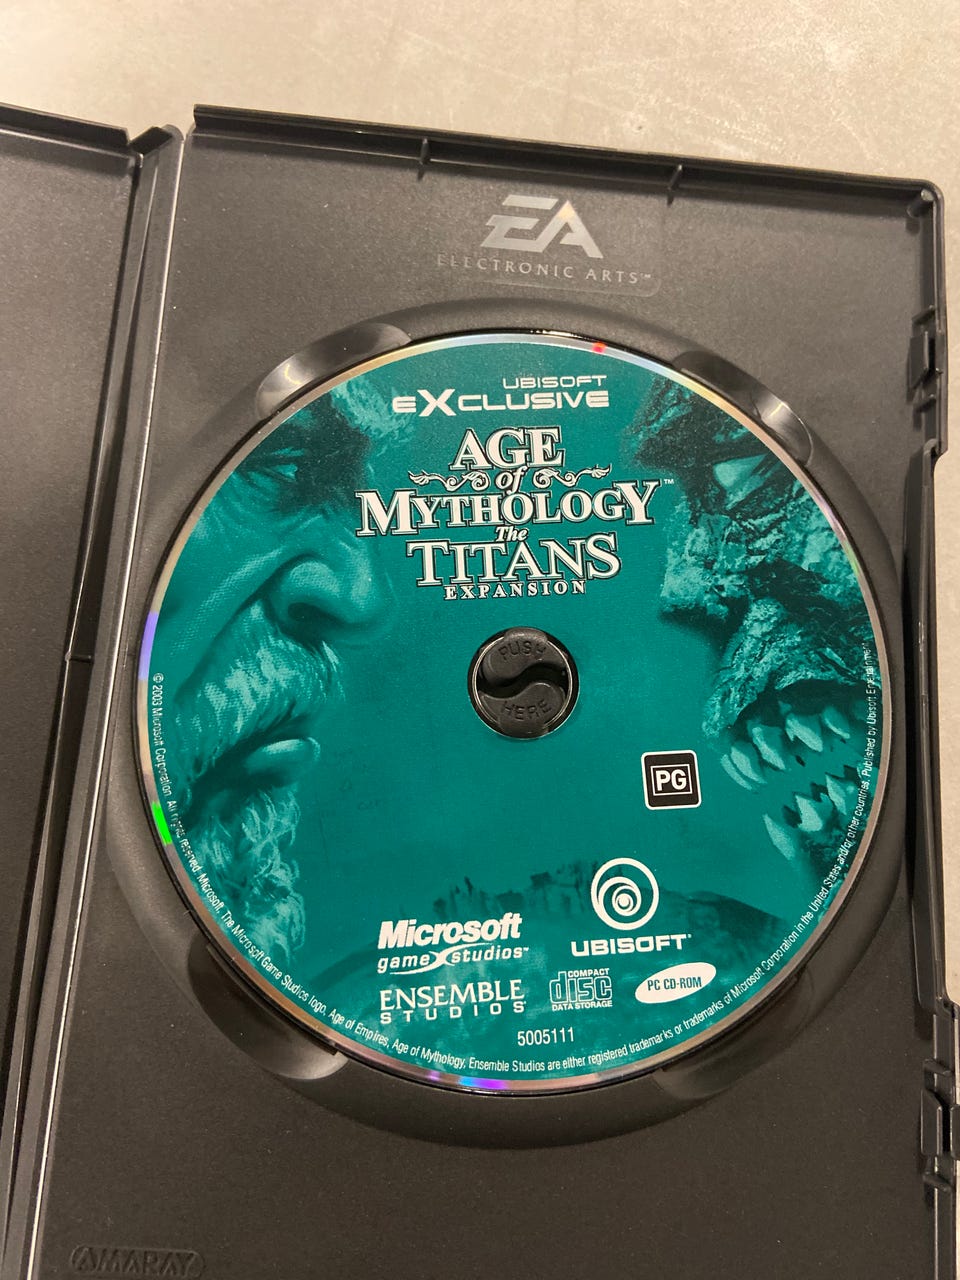 EA
ELECTRONIC ARTS™
UBISOFT
eXCLUSIVE
AGE
of
MYTHOLOGY™
The
TITANS
EXPANSION
PUSH
HERE
PG
Microsoft
game studios™
UBISOFT®
ENSEMBLE
STUDIOS®
COMPACT
disc
DATA STORAGE
PC CD-ROM
5005111
© 2003 Microsoft Corporation. All rights reserved. Microsoft, The Microsoft Game Studios logo, Age of Empires, Age of Mythology, Ensemble Studios are either registered trademarks or trademarks of Microsoft Corporation in the United States and/or other countries. Published by Ubisoft Entertainment
AMARAY